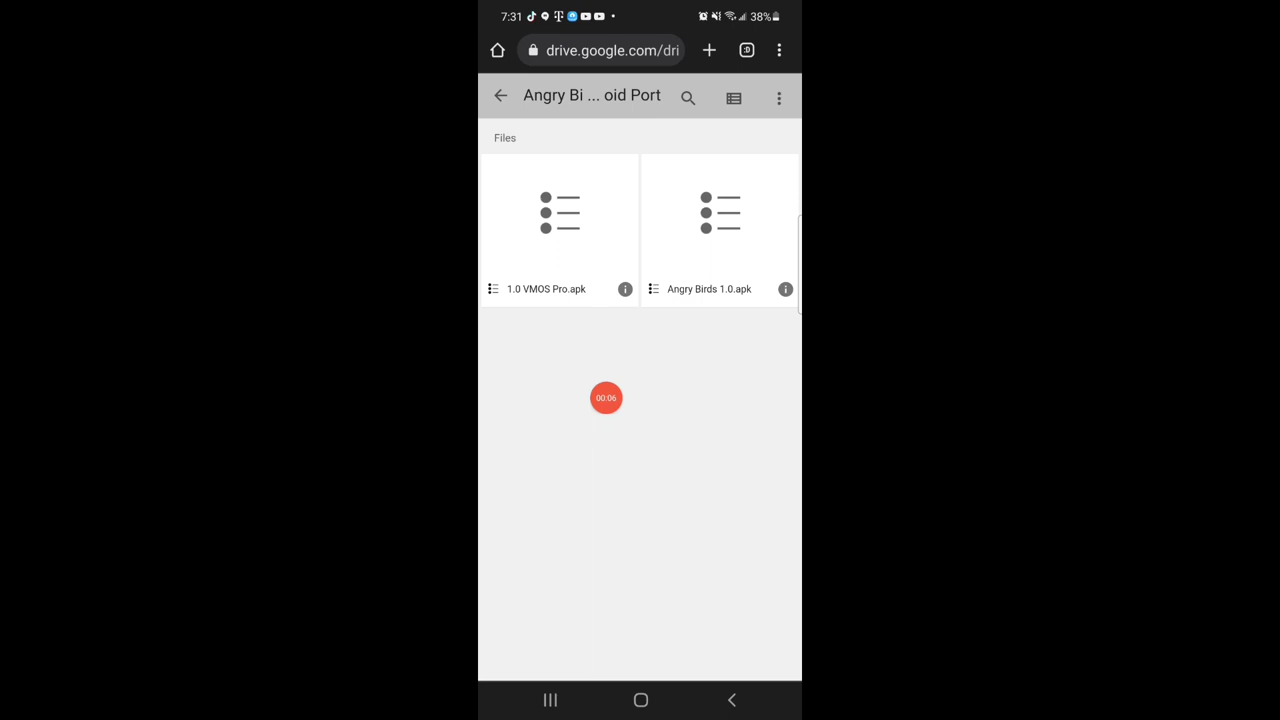 7:31 38%
drive.google.com/dri :D
Angry Bi ... oid Port
Files
1.0 VMOS Pro.apk Angry Birds 1.0.apk
00:06